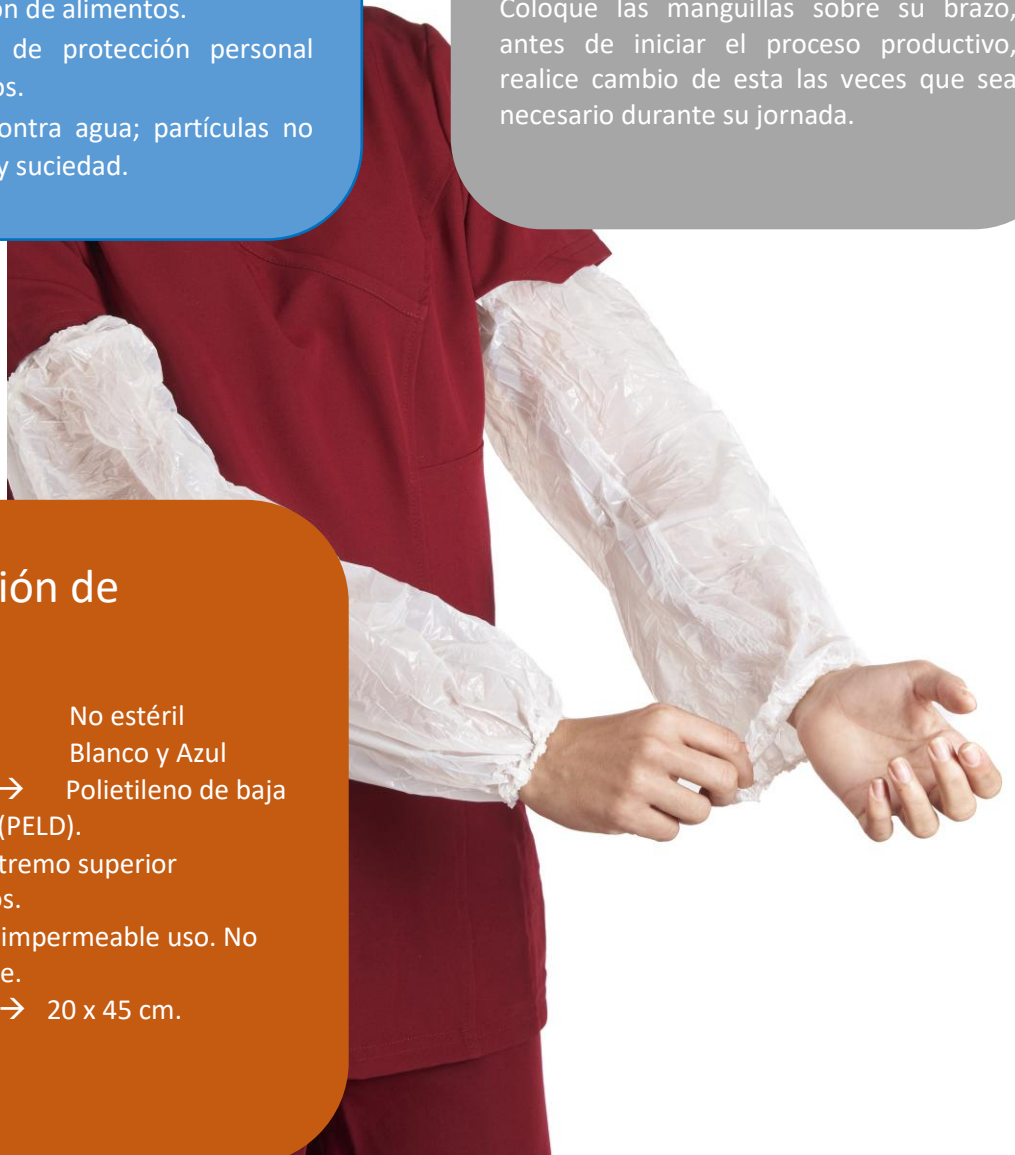 ón de alimentos.
de protección personal
os.
ontra agua; partículas no
y suciedad.
Coloque las manguillas sobre su brazo,
antes de iniciar el proceso productivo,
realice cambio de esta las veces que sea
necesario durante su jornada.
ión de
No estéril
Blanco y Azul
→ Polietileno de baja
(PELD).
tremo superior
os.
impermeable uso. No
e.
→ 20 x 45 cm.